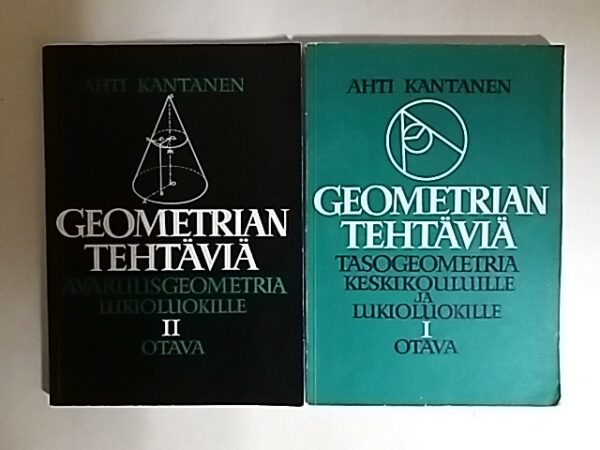 AHTI KANTANEN
GEOMETRIAN
TEHTÄVIÄ
AVARUUSGEOMETRIA
LUKIOLUOKILLE
II
OTAVA
AHTI KANTANEN
GEOMETRIAN
TEHTÄVIÄ
TASOGEOMETRIA
KESKIKOULUILLE
JA
LUKIOLUOKILLE
I
OTAVA